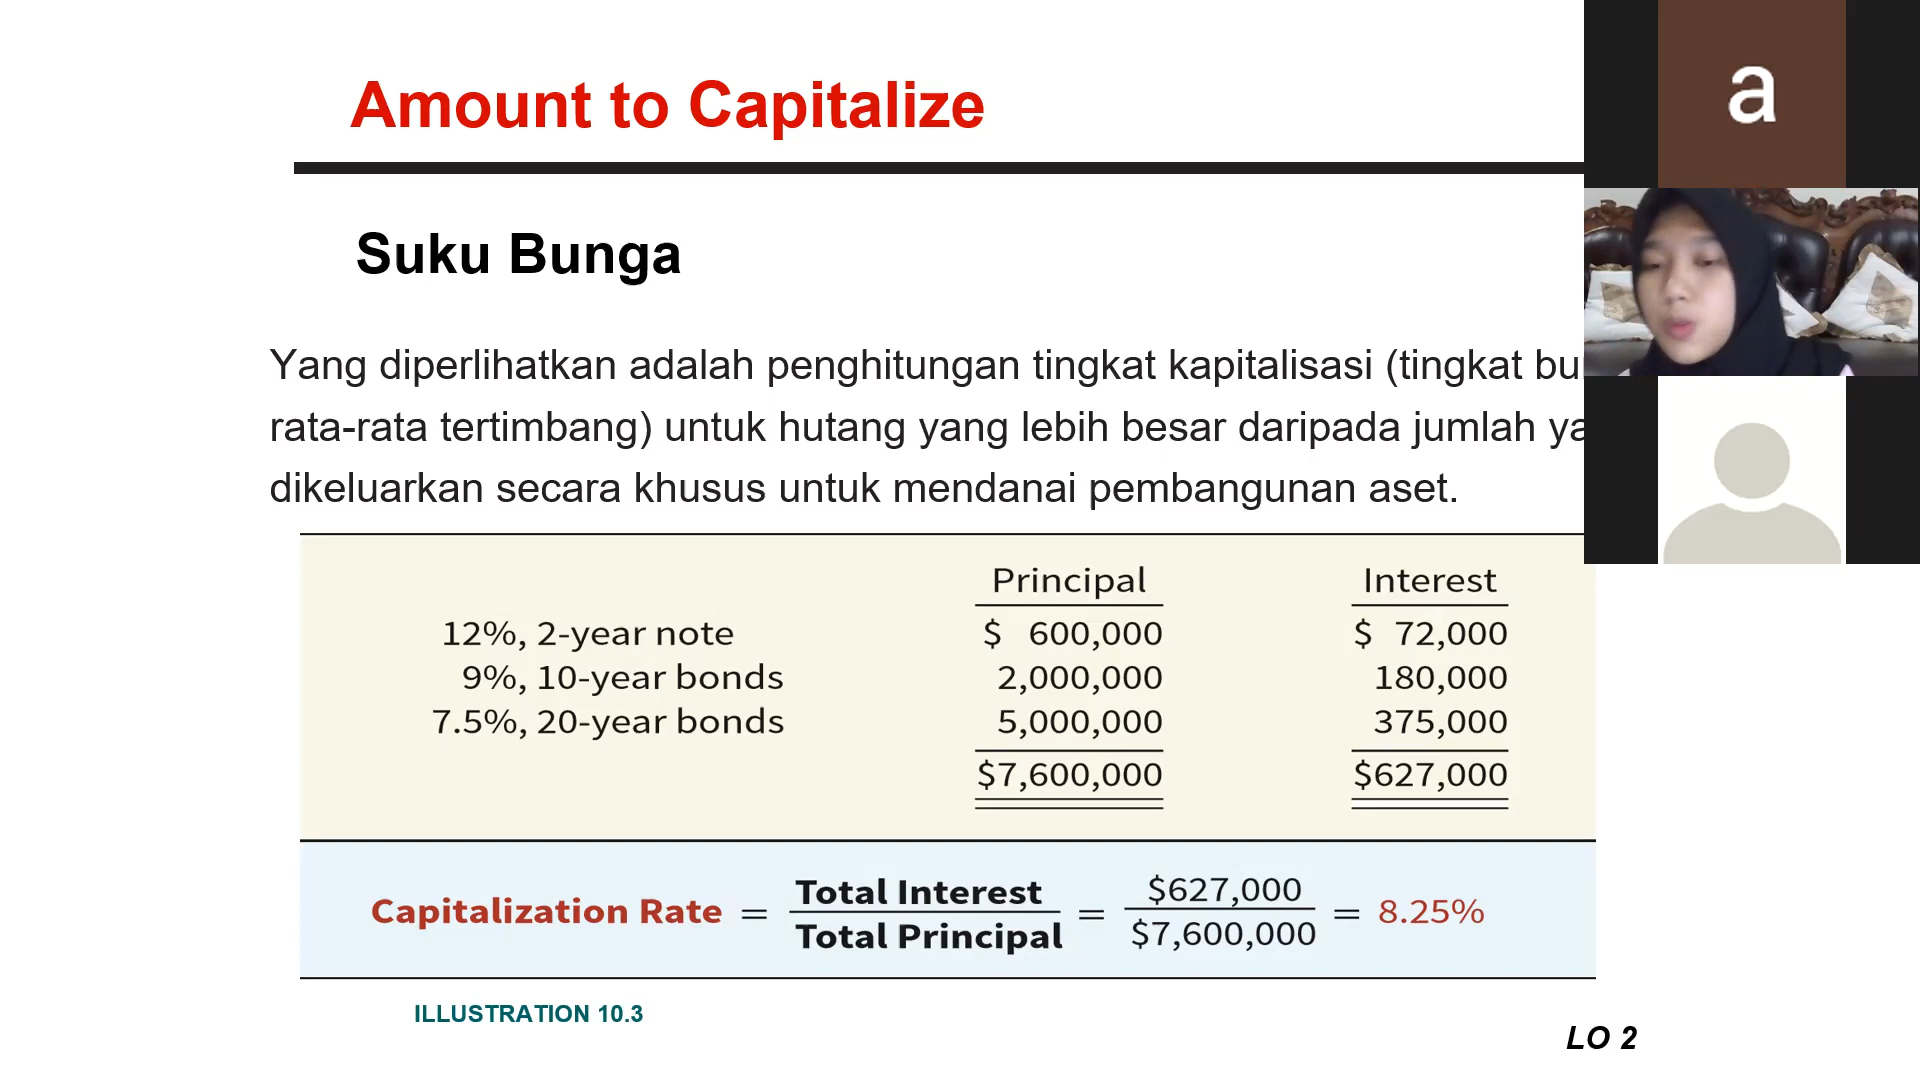 Amount to Capitalize
a
Suku Bunga
Yang diperlihatkan adalah penghitungan tingkat kapitalisasi (tingkat
rata-rata tertimbang) untuk hutang yang lebih besar daripada jumlah
dikeluarkan secara khusus untuk mendanai pembangunan aset.
Principal Interest
12%, 2-year note $ 600,000 $ 72,000
9%, 10-year bonds 2,000,000 180,000
7.5%, 20-year bonds 5,000,000 375,000
$7,600,000 $627,000
Capitalization Rate = Total Interest / Total Principal = $627,000 / $7,600,000 = 8.25%
ILLUSTRATION 10.3
LO 2